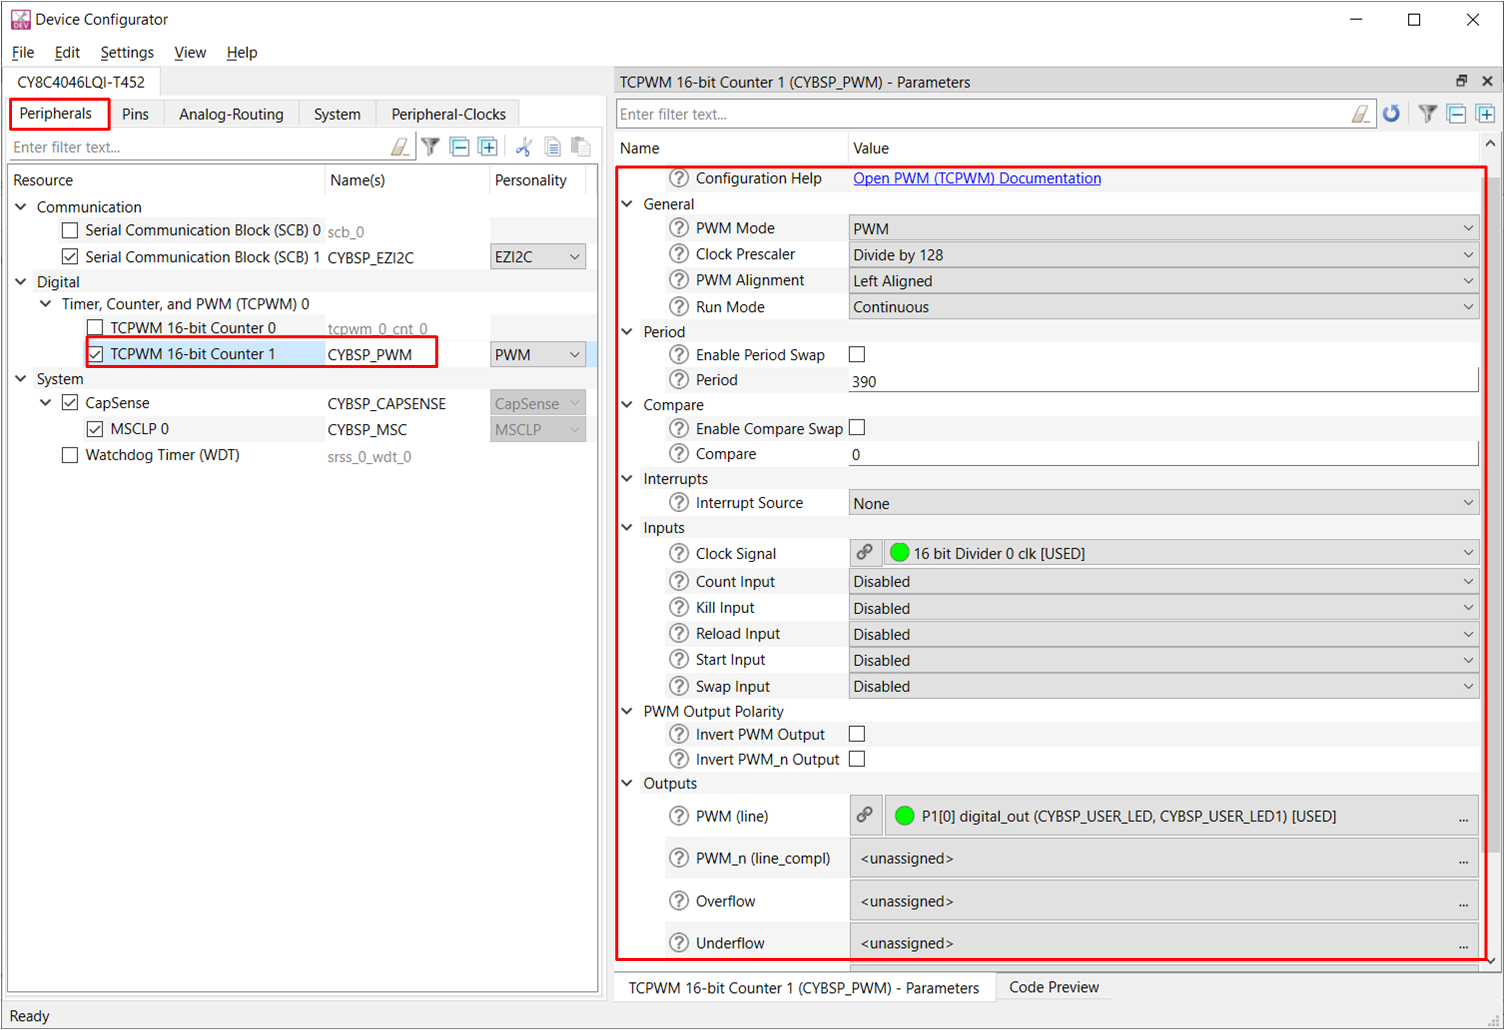 Device Configurator
File Edit Settings View Help
CY8C4046LQI-T452
Peripherals Pins Analog-Routing System Peripheral-Clocks
Enter filter text...
Resource Name(s) Personality
Communication
Serial Communication Block (SCB) 0 scb_0
Serial Communication Block (SCB) 1 CYBSP_EZI2C EZI2C
Digital
Timer, Counter, and PWM (TCPWM) 0
TCPWM 16-bit Counter 0 tcpwm_0_cnt_0
TCPWM 16-bit Counter 1 CYBSP_PWM PWM
System
CapSense CYBSP_CAPSENSE CapSense
MSCLP 0 CYBSP_MSC MSCLP
Watchdog Timer (WDT) srss_0_wdt_0
TCPWM 16-bit Counter 1 (CYBSP_PWM) - Parameters
Enter filter text...
Name Value
? Configuration Help Open PWM (TCPWM) Documentation
General
? PWM Mode PWM
? Clock Prescaler Divide by 128
? PWM Alignment Left Aligned
? Run Mode Continuous
Period
? Enable Period Swap
? Period 390
Compare
? Enable Compare Swap
? Compare 0
Interrupts
? Interrupt Source None
Inputs
? Clock Signal 16 bit Divider 0 clk [USED]
? Count Input Disabled
? Kill Input Disabled
? Reload Input Disabled
? Start Input Disabled
? Swap Input Disabled
PWM Output Polarity
? Invert PWM Output
? Invert PWM_n Output
Outputs
? PWM (line) P1[0] digital_out (CYBSP_USER_LED, CYBSP_USER_LED1) [USED] ...
? PWM_n (line_compl) <unassigned> ...
? Overflow <unassigned> ...
? Underflow <unassigned> ...
TCPWM 16-bit Counter 1 (CYBSP_PWM) - Parameters Code Preview
Ready